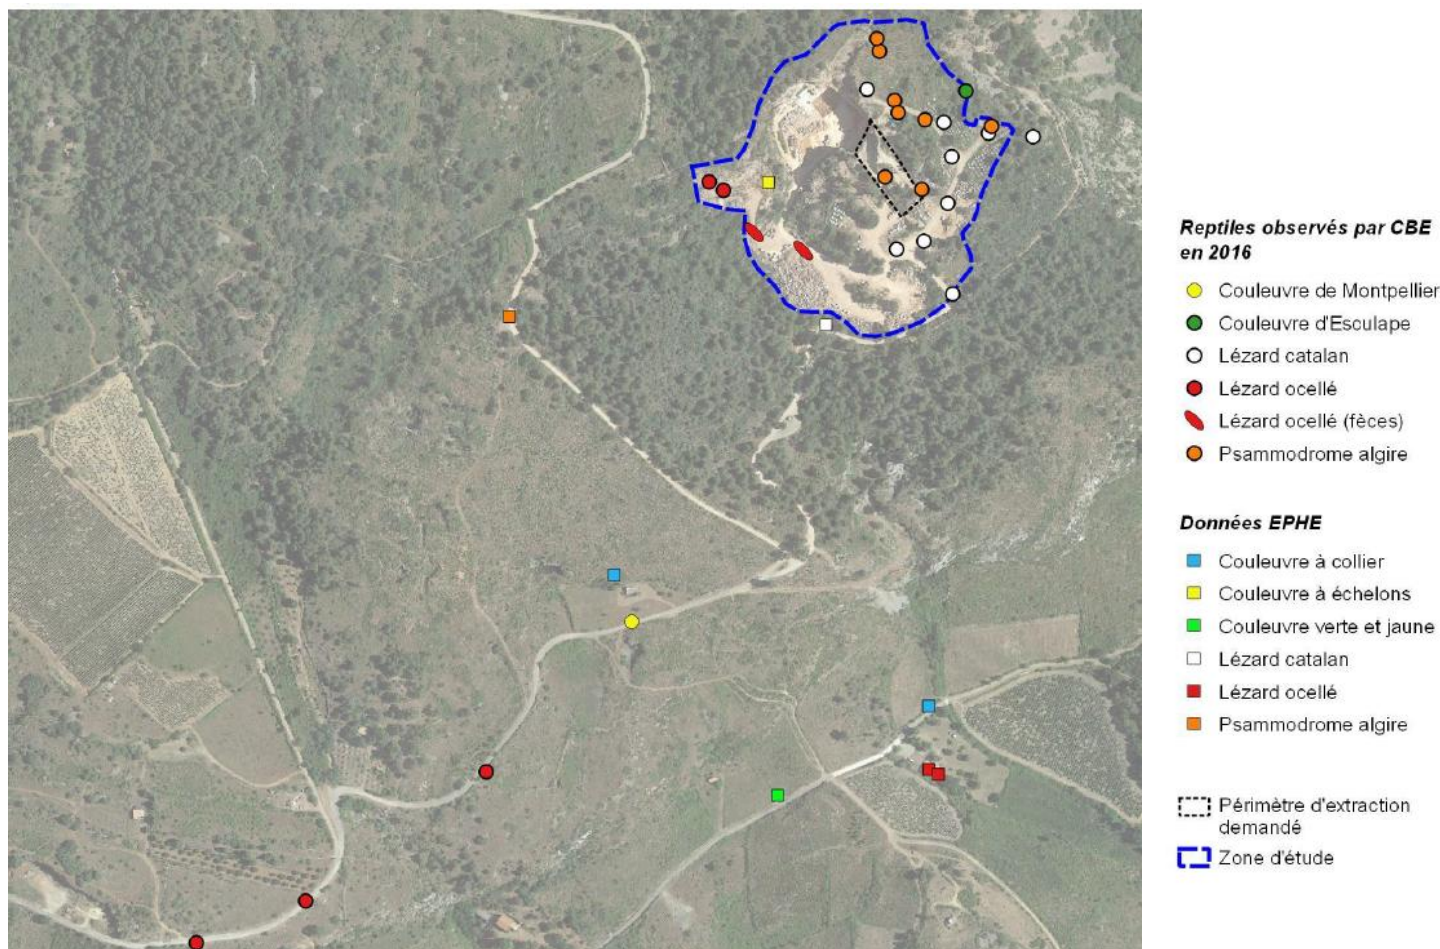 Reptiles observés par CBE
en 2016
Couleuvre de Montpellier
Couleuvre d'Esculape
Lézard catalan
Lézard ocellé
Lézard ocellé (fèces)
Psammodrome algire
Données EPHE
Couleuvre à collier
Couleuvre à échelons
Couleuvre verte et jaune
Lézard catalan
Lézard ocellé
Psammodrome algire
Périmètre d'extraction
demandé
Zone d'étude